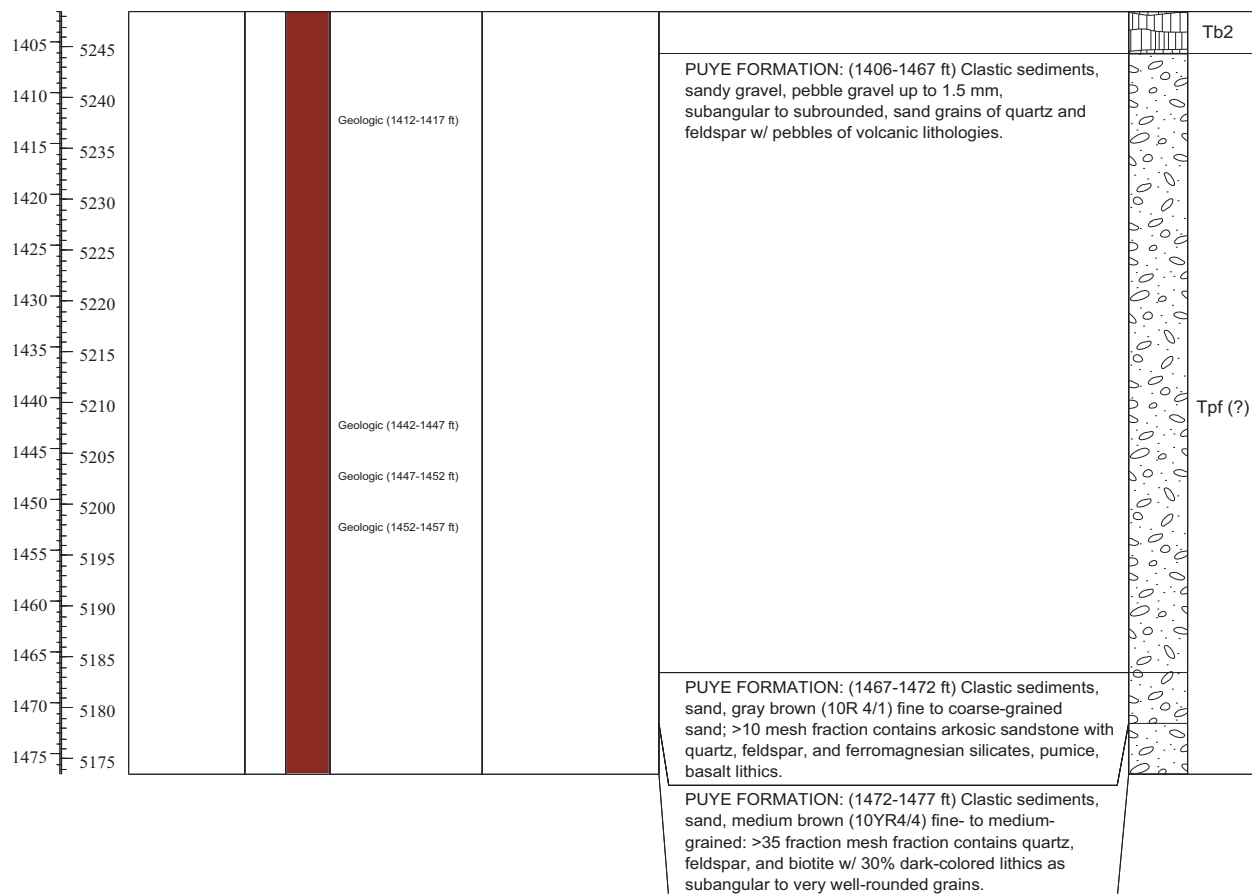 1405
1410
1415
1420
1425
1430
1435
1440
1445
1450
1455
1460
1465
1470
1475
5245
5240
5235
5230
5225
5220
5215
5210
5205
5200
5195
5190
5185
5180
5175
Geologic (1412-1417 ft)
Geologic (1442-1447 ft)
Geologic (1447-1452 ft)
Geologic (1452-1457 ft)
PUYE FORMATION: (1406-1467 ft) Clastic sediments,
sandy gravel, pebble gravel up to 1.5 mm,
subangular to subrounded, sand grains of quartz and
feldspar w/ pebbles of volcanic lithologies.
PUYE FORMATION: (1467-1472 ft) Clastic sediments,
sand, gray brown (10R 4/1) fine to coarse-grained
sand; >10 mesh fraction contains arkosic sandstone with
quartz, feldspar, and ferromagnesian silicates, pumice,
basalt lithics.
PUYE FORMATION: (1472-1477 ft) Clastic sediments,
sand, medium brown (10YR4/4) fine- to medium-
grained: >35 fraction mesh fraction contains quartz,
feldspar, and biotite w/ 30% dark-colored lithics as
subangular to very well-rounded grains.
Tb2
Tpf (?)